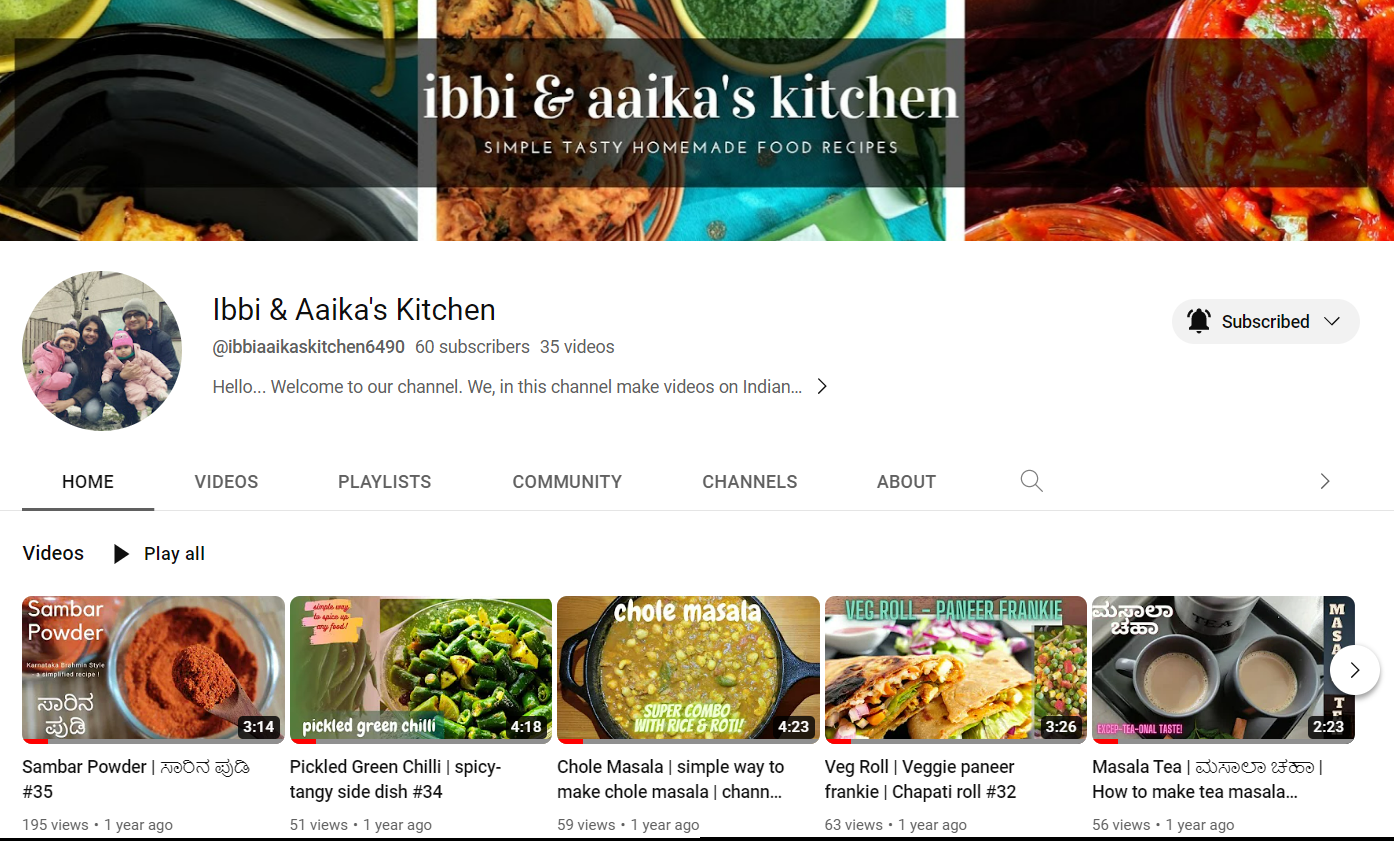 ibbi & aaika's kitchen
SIMPLE TASTY HOMEMADE FOOD RECIPES
Ibbi & Aaika's Kitchen
@ibbiaaikaskitchen6490 60 subscribers 35 videos
Hello... Welcome to our channel. We, in this channel make videos on Indian...
Subscribed
HOME VIDEOS PLAYLISTS COMMUNITY CHANNELS ABOUT
Videos Play all
Sambar
Powder
Karnataka Brahmin Style
a simplified recipe !
ಸಾರಿನ
ಪುಡಿ
3:14
Sambar Powder | ಸಾರಿನ ಪುಡಿ
#35
195 views • 1 year ago
simple way
to spice up
any food!
pickled green chilli
4:18
Pickled Green Chilli | spicy-
tangy side dish #34
51 views • 1 year ago
chole masala
SUPER COMBO
WITH RICE & ROTI!
4:23
Chole Masala | simple way to
make chole masala | chann...
59 views • 1 year ago
VEG ROLL - PANEER FRANKIE
3:26
Veg Roll | Veggie paneer
frankie | Chapati roll #32
63 views • 1 year ago
ಮಸಾಲಾ
ಚಹಾ
TEA
EXCEP-TEA-ONAL TASTE!
2:23
Masala Tea | ಮಸಾಲಾ ಚಹಾ |
How to make tea masala...
56 views • 1 year ago